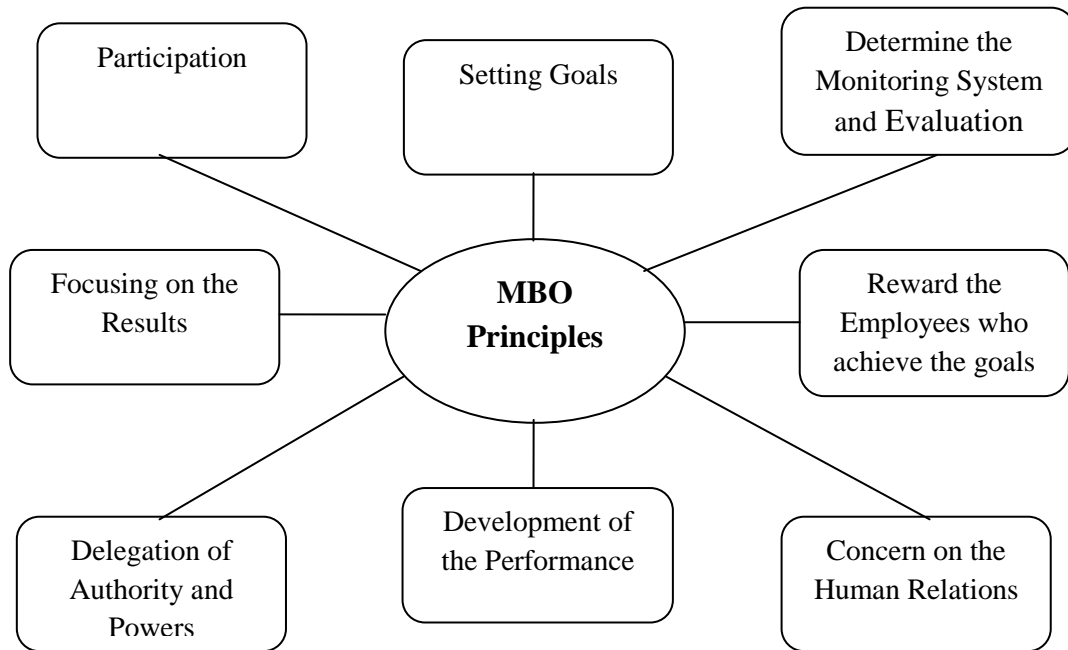 Participation
Setting Goals
Determine the
Monitoring System
and Evaluation
Focusing on the
Results
MBO
Principles
Reward the
Employees who
achieve the goals
Delegation of
Authority and
Powers
Development of
the Performance
Concern on the
Human Relations